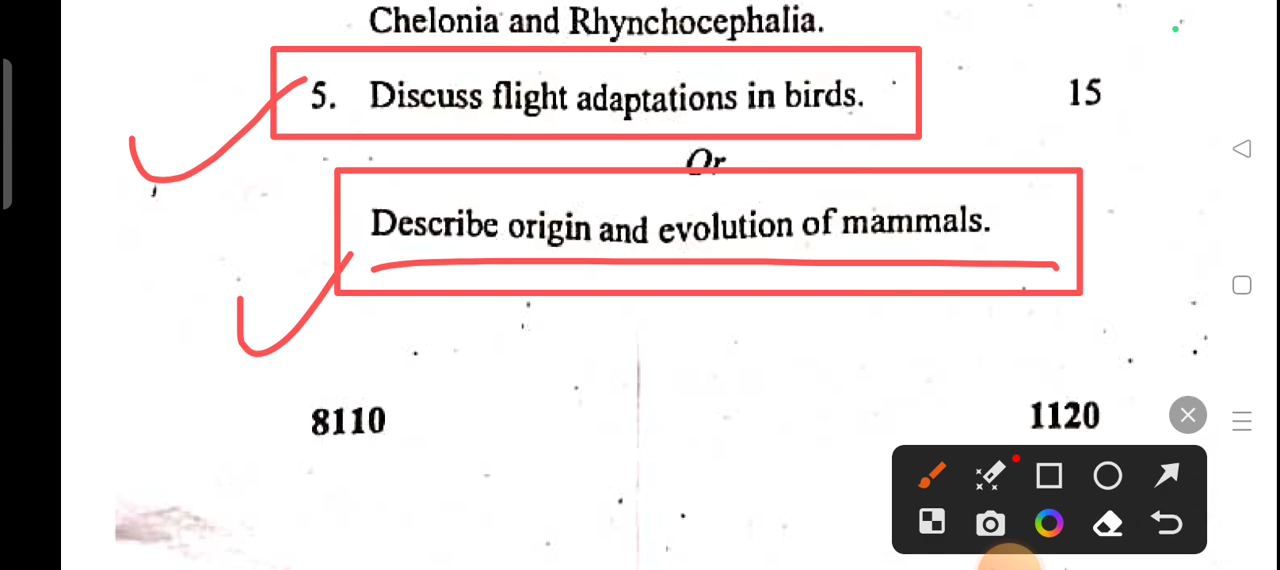 Chelonia and Rhynchocephalia.
5. Discuss flight adaptations in birds. 15
Or
Describe origin and evolution of mammals.
8110 1120